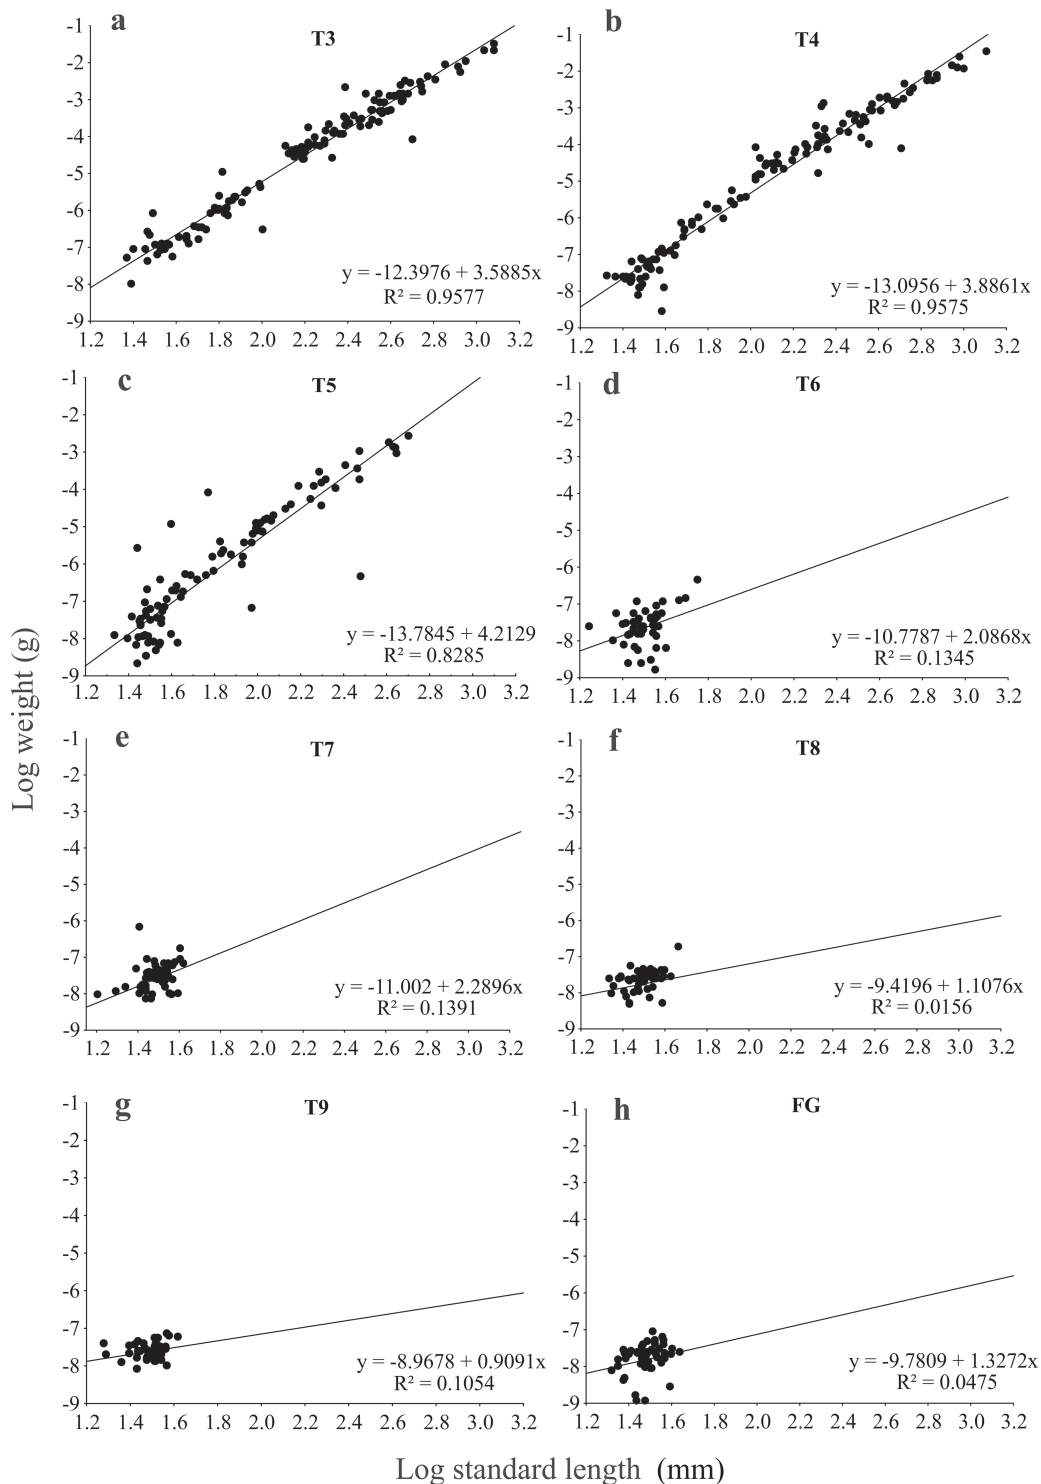 a
T3
-1
-2
-3
-4
-5
-6
-7
-8
-9
y = -12.3976 + 3.5885x
R² = 0.9577
1.2 1.4 1.6 1.8 2.0 2.2 2.4 2.6 2.8 3.0 3.2
b
T4
-1
-2
-3
-4
-5
-6
-7
-8
-9
y = -13.0956 + 3.8861x
R² = 0.9575
1.2 1.4 1.6 1.8 2.0 2.2 2.4 2.6 2.8 3.0 3.2
c
T5
-1
-2
-3
-4
-5
-6
-7
-8
-9
y = -13.7845 + 4.2129
R² = 0.8285
1.2 1.4 1.6 1.8 2.0 2.2 2.4 2.6 2.8 3.0 3.2
d
T6
-1
-2
-3
-4
-5
-6
-7
-8
-9
y = -10.7787 + 2.0868x
R² = 0.1345
1.2 1.4 1.6 1.8 2.0 2.2 2.4 2.6 2.8 3.0 3.2
e
T7
-1
-2
-3
-4
-5
-6
-7
-8
-9
y = -11.002 + 2.2896x
R² = 0.1391
1.2 1.4 1.6 1.8 2.0 2.2 2.4 2.6 2.8 3.0 3.2
f
T8
-1
-2
-3
-4
-5
-6
-7
-8
-9
y = -9.4196 + 1.1076x
R² = 0.0156
1.2 1.4 1.6 1.8 2.0 2.2 2.4 2.6 2.8 3.0 3.2
g
T9
-1
-2
-3
-4
-5
-6
-7
-8
-9
y = -8.9678 + 0.9091x
R² = 0.1054
1.2 1.4 1.6 1.8 2.0 2.2 2.4 2.6 2.8 3.0 3.2
h
FG
-1
-2
-3
-4
-5
-6
-7
-8
-9
y = -9.7809 + 1.3272x
R² = 0.0475
1.2 1.4 1.6 1.8 2.0 2.2 2.4 2.6 2.8 3.0 3.2
Log weight (g)
Log standard length (mm)